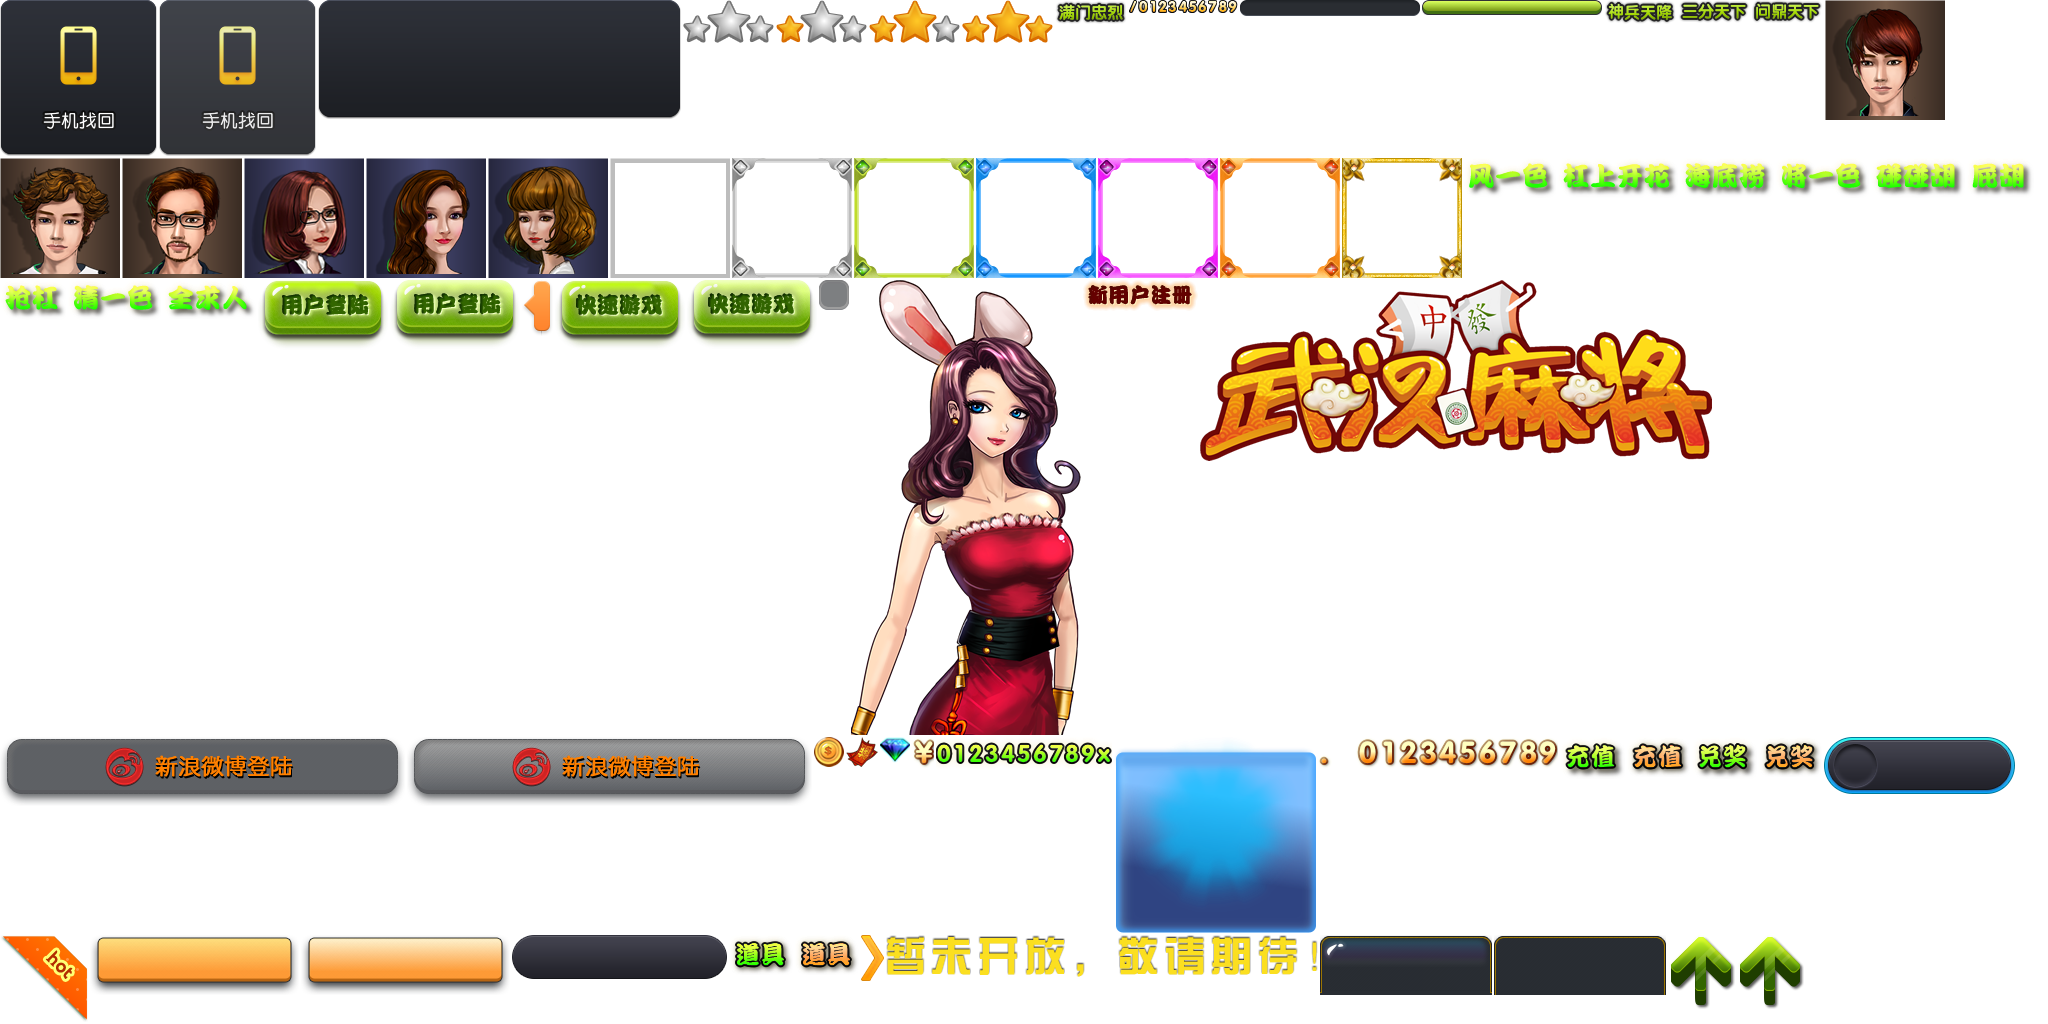 手机找回
手机找回
满门忠烈
/0123456789
神兵天降 三分天下 问鼎天下
风一色 杠上开花 海底捞 将一色 碰碰胡 屁胡
抢杠 清一色 全求人
用户登陆
用户登陆
快速游戏
快速游戏
新用户注册
中 發
武汉麻将
新浪微博登陆
新浪微博登陆
¥0123456789x
.
0123456789
充值 充值 兑奖 兑奖
hot
道具 道具
暂未开放，敬请期待!